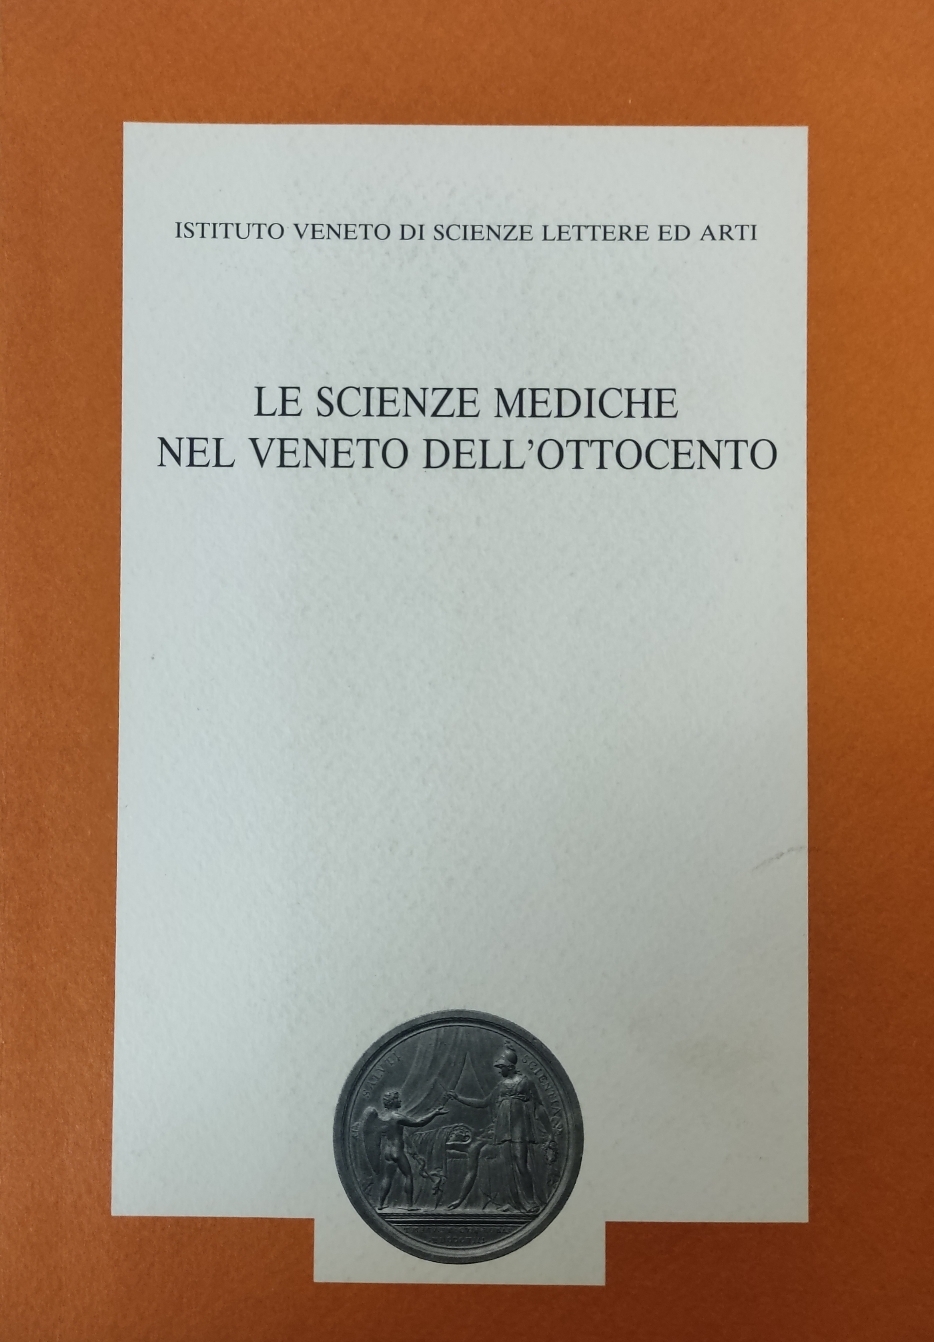 ISTITUTO VENETO DI SCIENZE LETTERE ED ARTI
LE SCIENZE MEDICHE
NEL VENETO DELL'OTTOCENTO